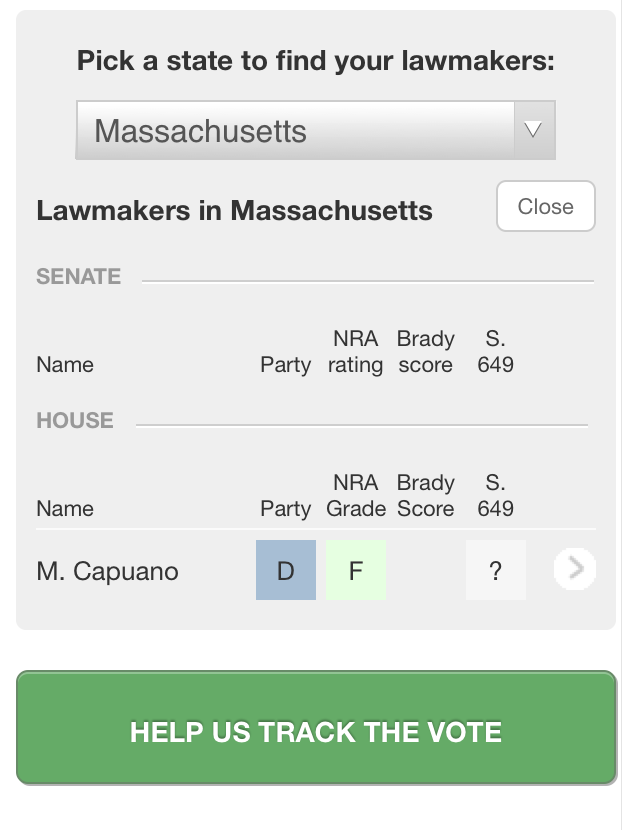 Pick a state to find your lawmakers:
Massachusetts
Lawmakers in Massachusetts
Close
SENATE
Name Party NRA rating Brady score S. 649
HOUSE
Name Party NRA Grade Brady Score S. 649
M. Capuano D F ?
HELP US TRACK THE VOTE